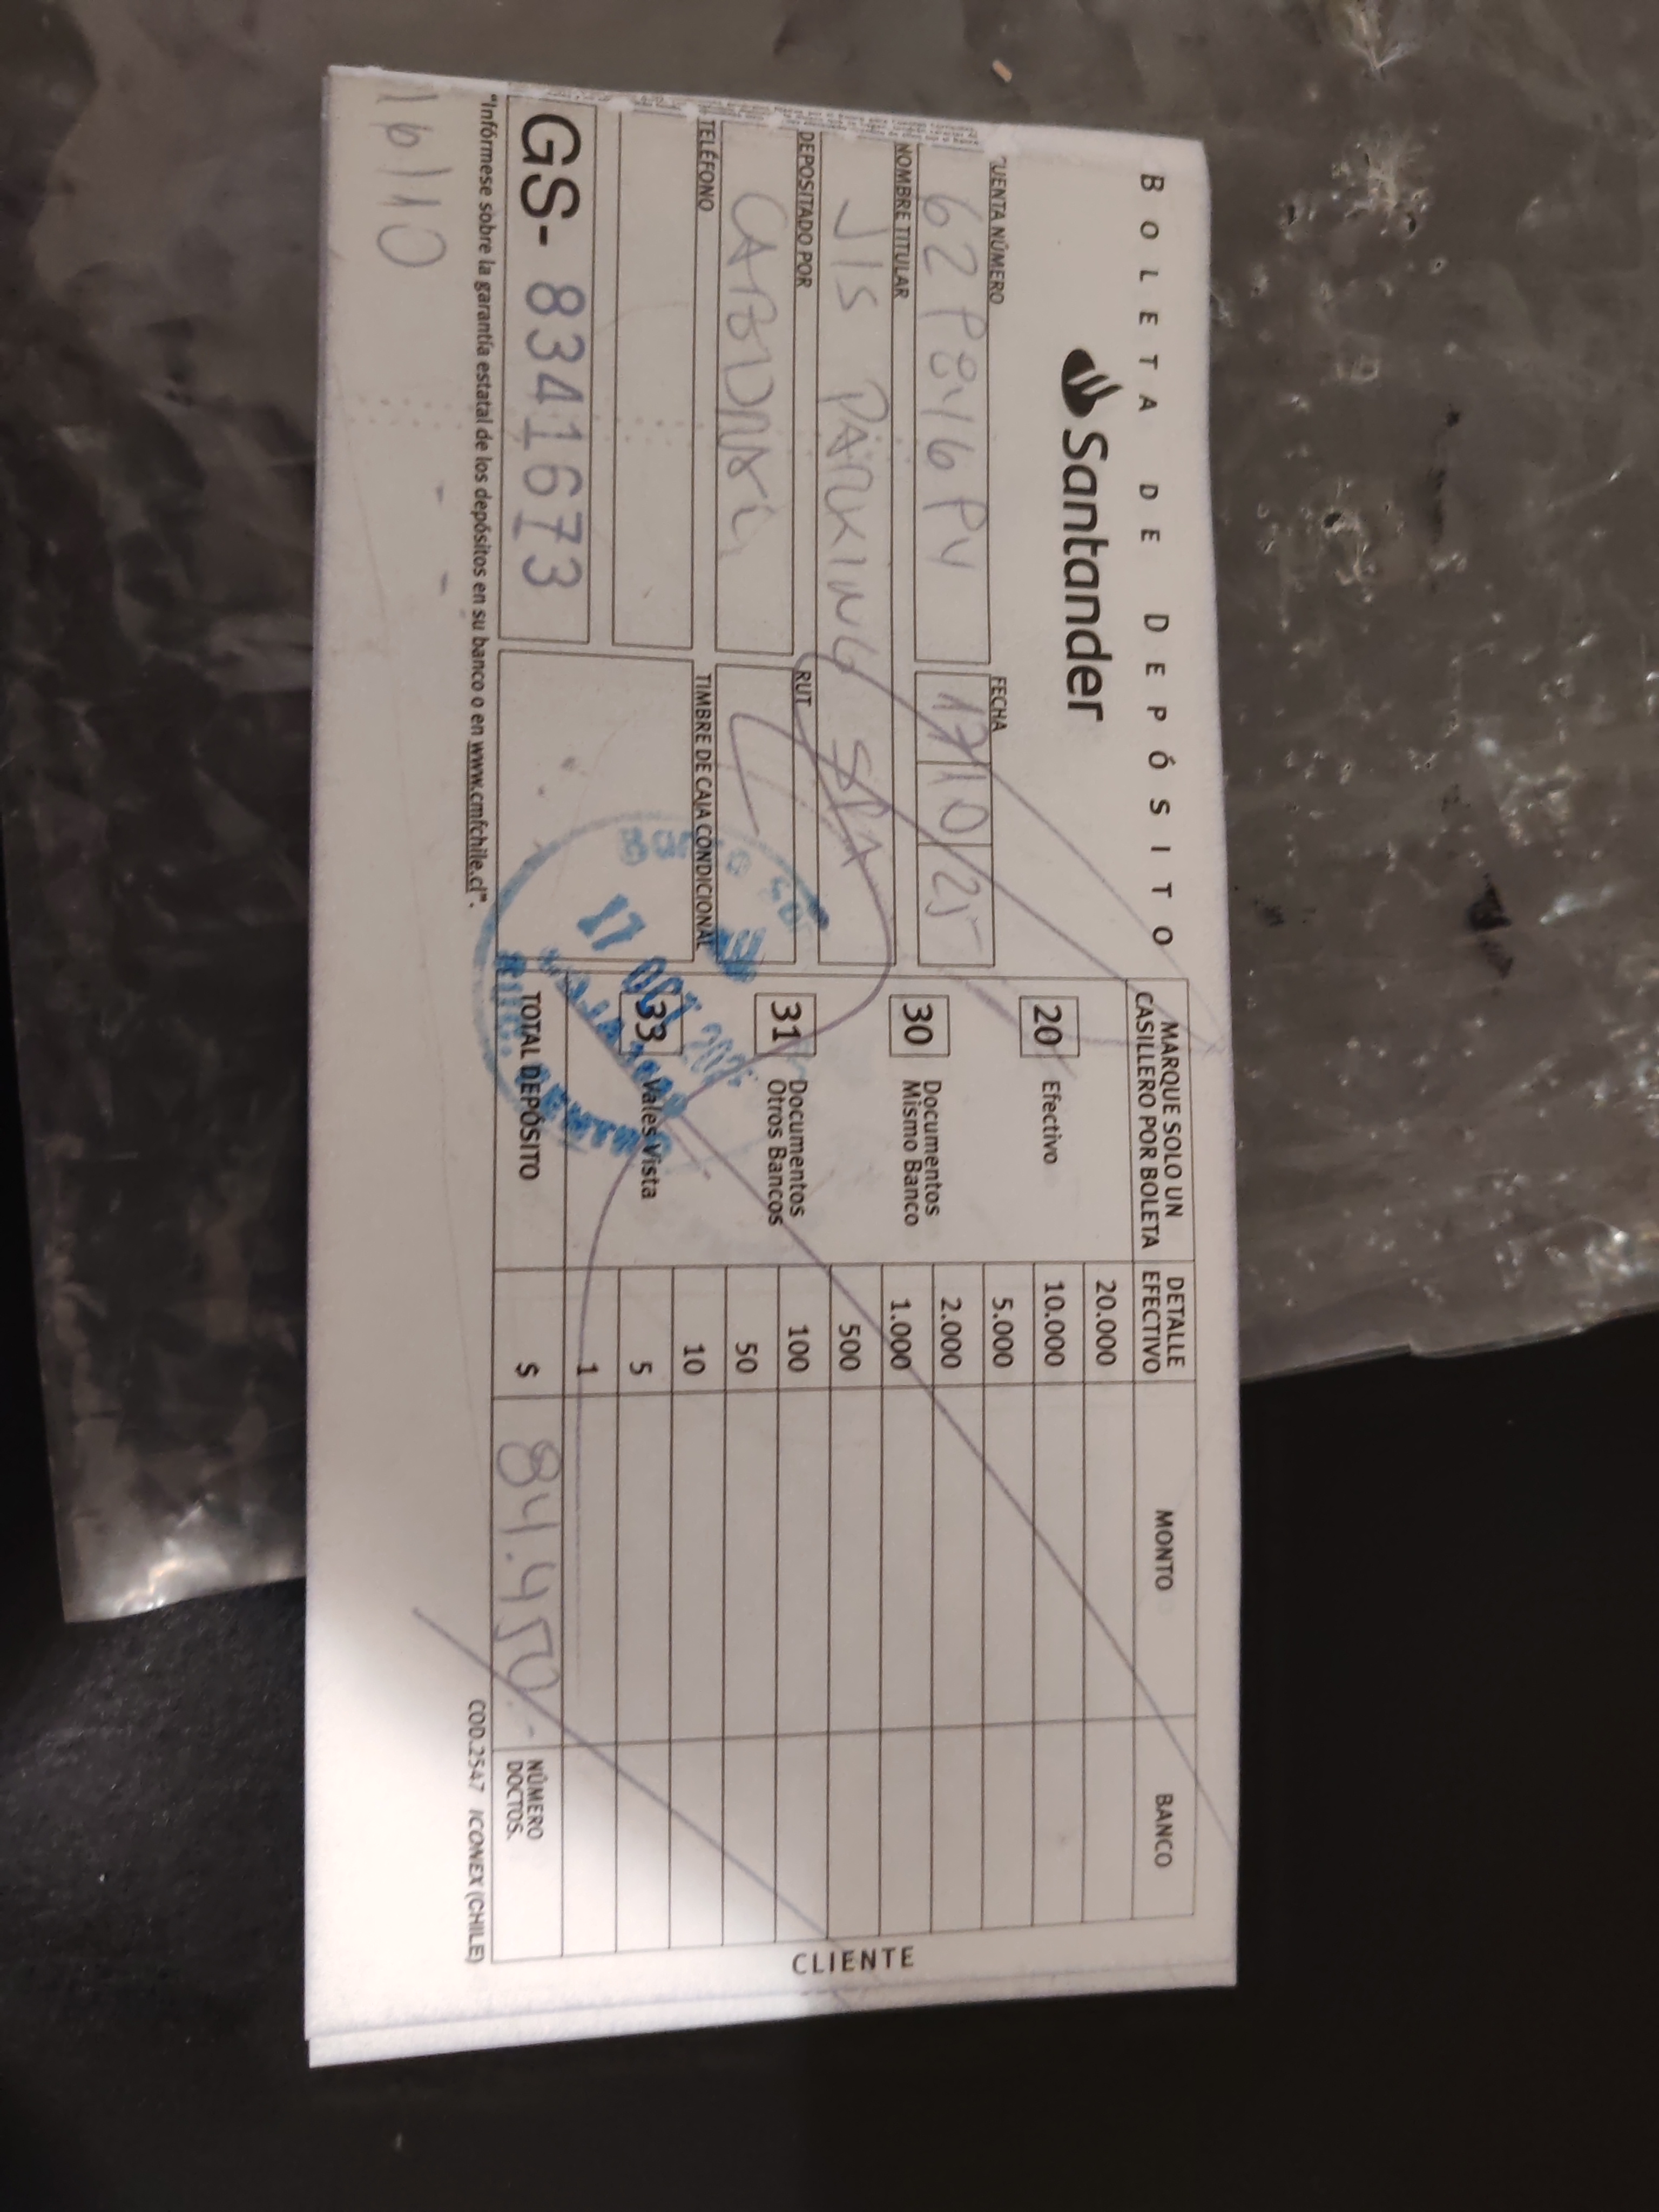 BOLETA DE DEPÓSITO
Santander
CUENTA NÚMERO
FECHA
17/10/25
NOMBRE TITULAR
JIS PARKING SPA
DEPOSITADO POR
RUT
TELÉFONO
TIMBRE DE CAJA CONDICIONAL
GS- 83416673
"Infórmese sobre la garantía estatal de los depósitos en su banco o en www.cmfchile.cl".
16/10
MARQUE SOLO UN CASILLERO POR BOLETA
DETALLE EFECTIVO
MONTO
BANCO
20 Efectivo
30 Documentos Mismo Banco
31 Documentos Otros Bancos
33 Vales Vista
20.000
10.000
5.000
2.000
1.000
500
100
50
10
5
1
TOTAL DEPÓSITO
$ 84.450.-
NÚMERO DOCTOS.
COD.2547 ICONEX (CHILE)
CLIENTE
17